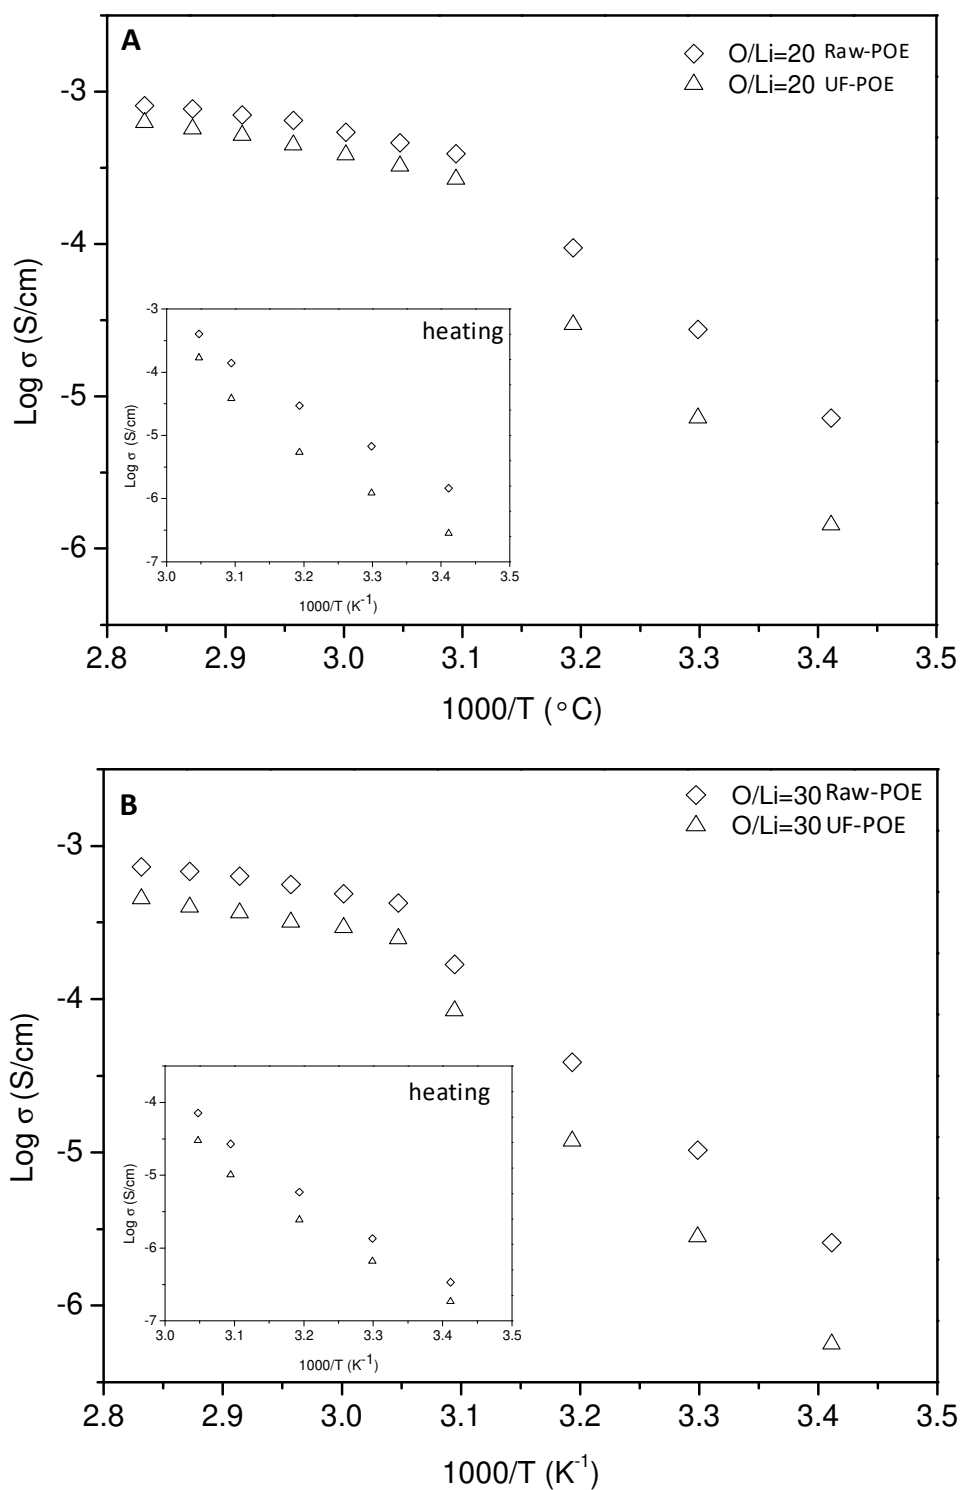 A
O/Li=20 Raw-POE
O/Li=20 UF-POE
-3
-4
-5
-6
Log σ (S/cm)
heating
-3
-4
-5
-6
-7
Log σ (S/cm)
3.0 3.1 3.2 3.3 3.4 3.5
1000/T (K-1)
2.8 2.9 3.0 3.1 3.2 3.3 3.4 3.5
1000/T (°C)
B
O/Li=30 Raw-POE
O/Li=30 UF-POE
-3
-4
-5
-6
Log σ (S/cm)
heating
-4
-5
-6
-7
Log σ (S/cm)
3.0 3.1 3.2 3.3 3.4 3.5
1000/T (K-1)
2.8 2.9 3.0 3.1 3.2 3.3 3.4 3.5
1000/T (K-1)